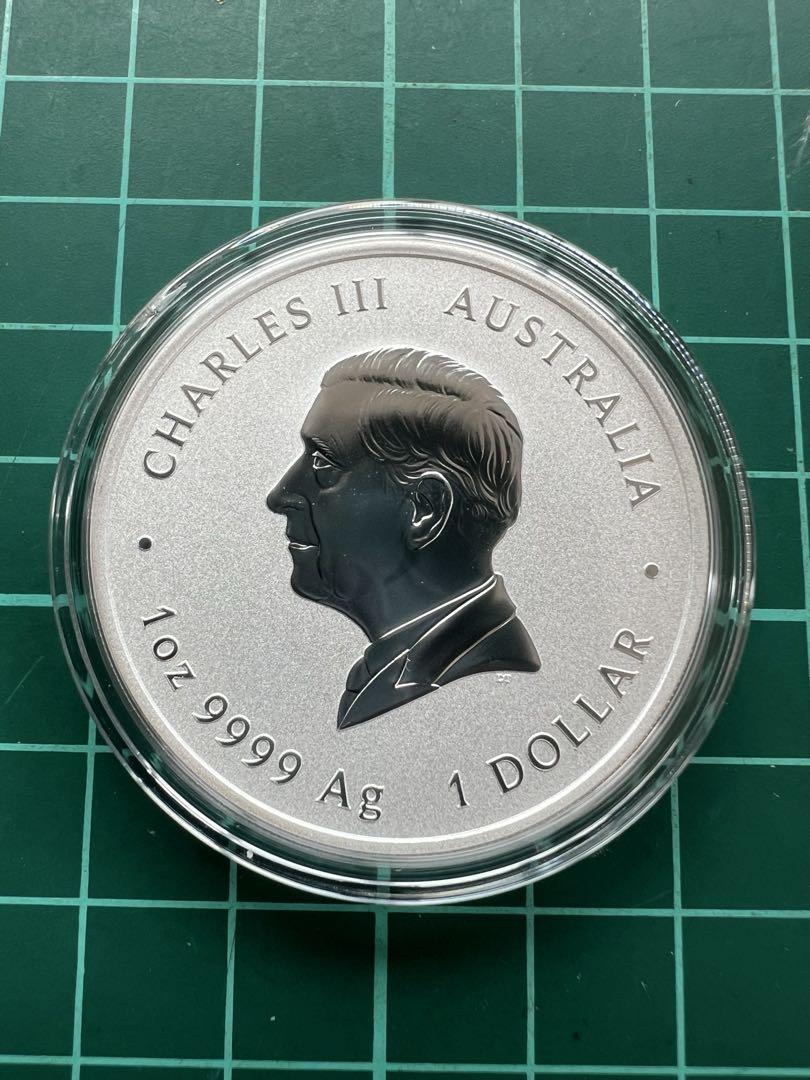 CHARLES III AUSTRALIA
1oz 9999 Ag 1 DOLLAR